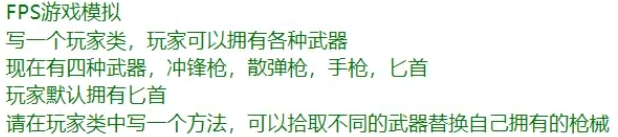 FPS游戏模拟
写一个玩家类，玩家可以拥有各种武器
现在有四种武器，冲锋枪，散弹枪，手枪，匕首
玩家默认拥有匕首
请在玩家类中写一个方法，可以拾取不同的武器替换自己拥有的枪械